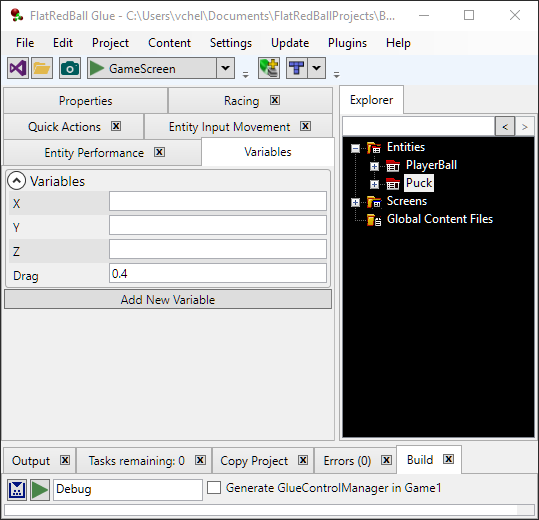 FlatRedBall Glue - C:\Users\vchel\Documents\FlatRedBallProjects\B...
File Edit Project Content Settings Update Plugins Help
GameScreen
Properties Racing
Quick Actions Entity Input Movement
Entity Performance Variables
Variables
X
Y
Z
Drag 0.4
Add New Variable
Explorer
< >
Entities
PlayerBall
Puck
Screens
Global Content Files
Output Tasks remaining: 0 Copy Project Errors (0) Build
Debug Generate GlueControlManager in Game1